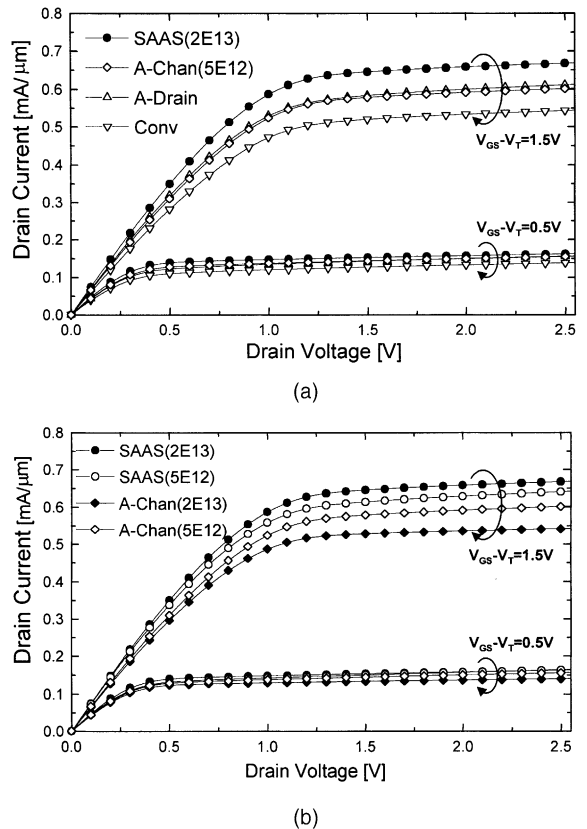 0.8
0.7
0.6
0.5
0.4
0.3
0.2
0.1
0.0
Drain Current [mA/μm]
SAAS(2E13)
A-Chan(5E12)
A-Drain
Conv
VGS-VT=1.5V
VGS-VT=0.5V
0.0 0.5 1.0 1.5 2.0 2.5
Drain Voltage [V]
(a)
0.8
0.7
0.6
0.5
0.4
0.3
0.2
0.1
0.0
Drain Current [mA/μm]
SAAS(2E13)
SAAS(5E12)
A-Chan(2E13)
A-Chan(5E12)
VGS-VT=1.5V
VGS-VT=0.5V
0.0 0.5 1.0 1.5 2.0 2.5
Drain Voltage [V]
(b)